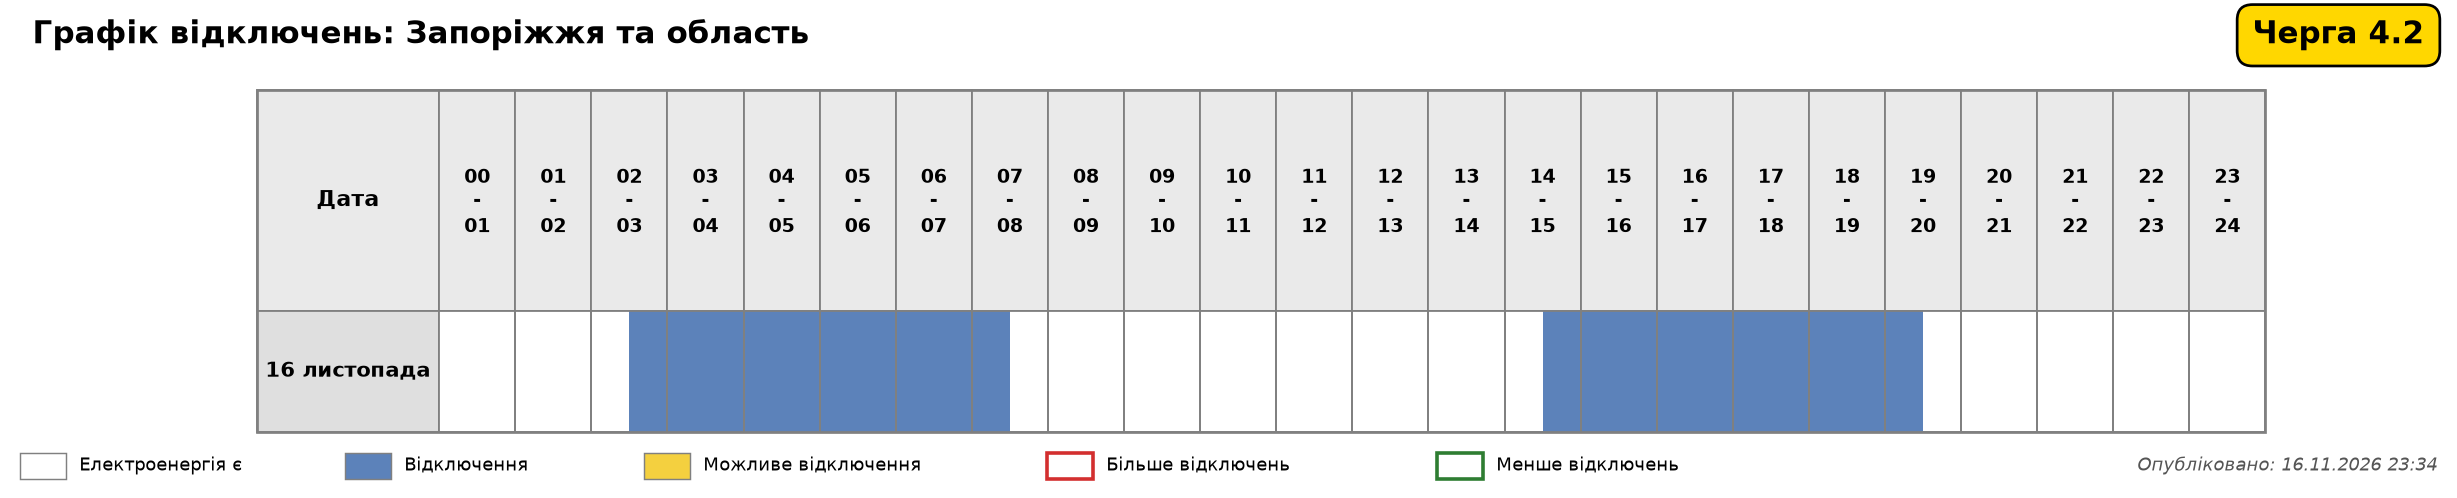 Графік відключень: Запоріжжя та область
Черга 4.2
Дата
00 - 01
01 - 02
02 - 03
03 - 04
04 - 05
05 - 06
06 - 07
07 - 08
08 - 09
09 - 10
10 - 11
11 - 12
12 - 13
13 - 14
14 - 15
15 - 16
16 - 17
17 - 18
18 - 19
19 - 20
20 - 21
21 - 22
22 - 23
23 - 24
16 листопада
Електроенергія є
Відключення
Можливе відключення
Більше відключень
Менше відключень
Опубліковано: 16.11.2026 23:34